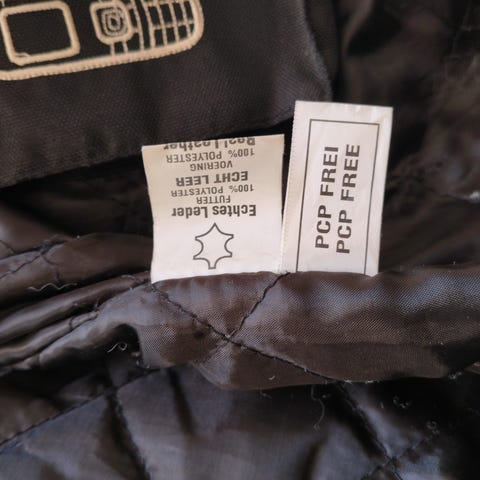 Echtes Leder
FUTTER
100% POLYESTER
ECHT LEER
VOERING
100% POLYESTER
Real Leather
PCP FREI
PCP FREE